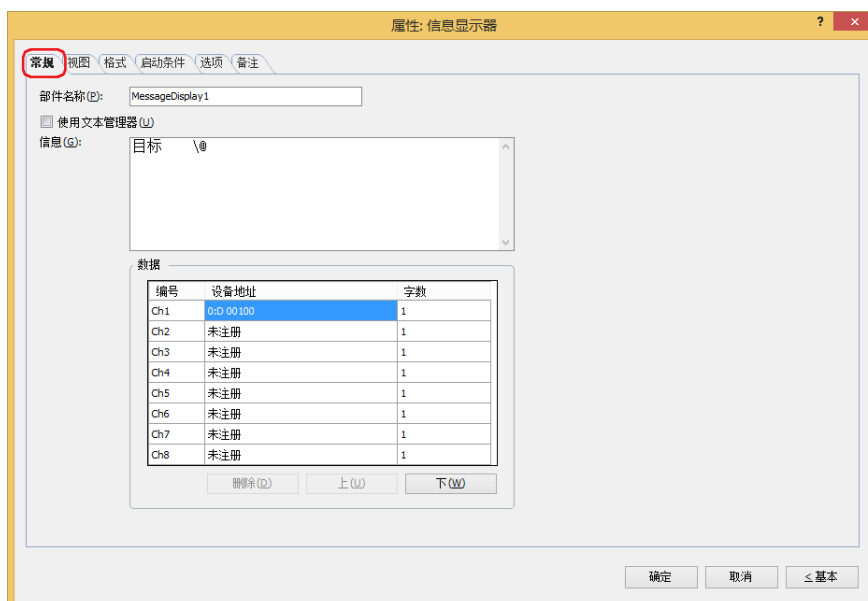 属性: 信息显示器
? ×
常规 视图 格式 启动条件 选项 备注
部件名称(P): MessageDisplay1
使用文本管理器(U)
信息(G): 目标 \@
数据
编号 设备地址 字数
Ch1 0:D 00100 1
Ch2 未注册 1
Ch3 未注册 1
Ch4 未注册 1
Ch5 未注册 1
Ch6 未注册 1
Ch7 未注册 1
Ch8 未注册 1
删除(D) 上(U) 下(W)
确定 取消 ≤基本